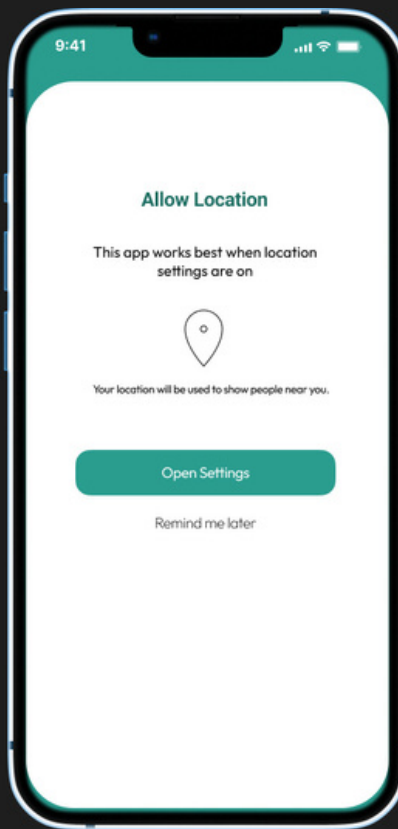 9:41
Allow Location
This app works best when location
settings are on
Your location will be used to show people near you.
Open Settings
Remind me later